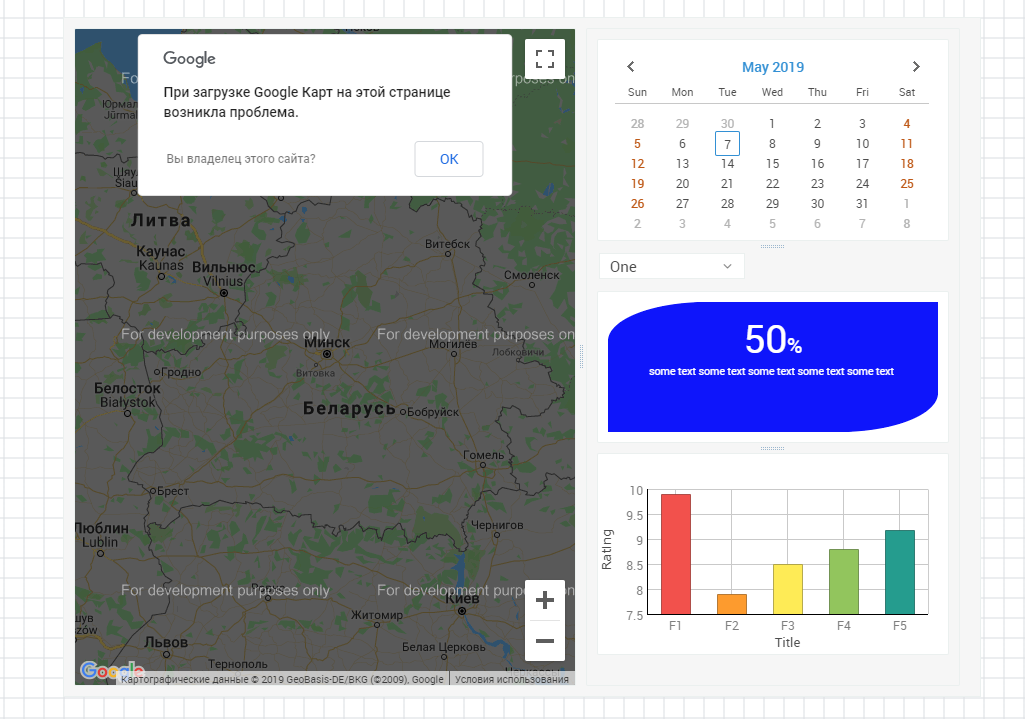 Google
При загрузке Google Карт на этой странице
возникла проблема.
Вы владелец этого сайта?
OK
For development purposes only
For development purposes only
For development purposes only
For development purposes only
Литва
Каунас
Kaunas
Вильнюс
Vilnius
Витебск
Смоленск
Минск
Могилёв
Лобковичи
Витовка
Гродно
Белосток
Białystok
Беларусь
Бобруйск
Гомель
Брест
Люблин
Lublin
Чернигов
Киев
Житомир
Львов
Белая Церковь
Тернополь
Google
Картографические данные © 2019 GeoBasis-DE/BKG (©2009), Google
Условия использования
May 2019
Sun Mon Tue Wed Thu Fri Sat
28 29 30 1 2 3 4
5 6 7 8 9 10 11
12 13 14 15 16 17 18
19 20 21 22 23 24 25
26 27 28 29 30 31 1
2 3 4 5 6 7 8
One
50%
some text some text some text some text some text
Rating
10
9.5
9
8.5
8
7.5
F1 F2 F3 F4 F5
Title